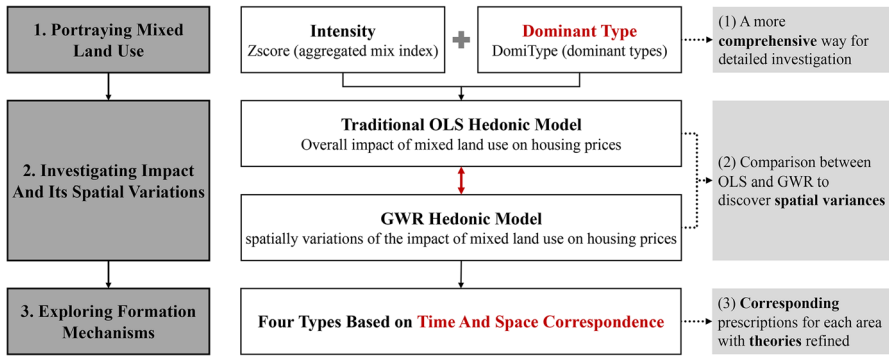 1. Portraying Mixed
Land Use
Intensity
Zscore (aggregated mix index)
Dominant Type
DomiType (dominant types)
(1) A more
comprehensive way for
detailed investigation
2. Investigating Impact
And Its Spatial Variations
Traditional OLS Hedonic Model
Overall impact of mixed land use on housing prices
GWR Hedonic Model
spatially variations of the impact of mixed land use on housing prices
(2) Comparison between
OLS and GWR to
discover spatial variances
3. Exploring Formation
Mechanisms
Four Types Based on Time And Space Correspondence
(3) Corresponding
prescriptions for each area
with theories refined